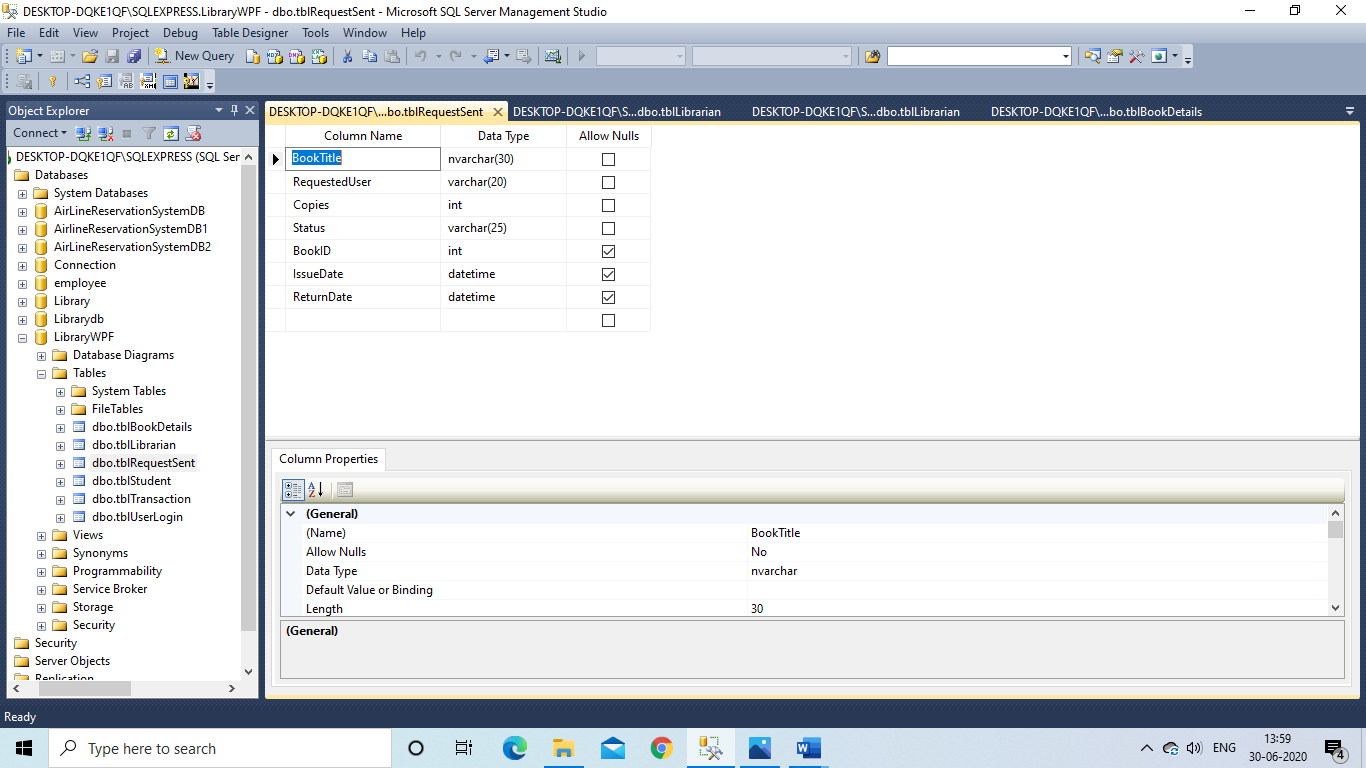 DESKTOP-DQKE1QF\SQLEXPRESS.LibraryWPF - dbo.tblRequestSent - Microsoft SQL Server Management Studio
File Edit View Project Debug Table Designer Tools Window Help
New Query
Object Explorer
Connect
DESKTOP-DQKE1QF\SQLEXPRESS (SQL Ser
Databases
System Databases
AirLineReservationSystemDB
AirlineReservationSystemDB1
AirLineReservationSystemDB2
Connection
employee
Library
Librarydb
LibraryWPF
Database Diagrams
Tables
System Tables
FileTables
dbo.tblBookDetails
dbo.tblLibrarian
dbo.tblRequestSent
dbo.tblStudent
dbo.tblTransaction
dbo.tblUserLogin
Views
Synonyms
Programmability
Service Broker
Storage
Security
Security
Server Objects
Replication
DESKTOP-DQKE1QF\...bo.tblRequestSent DESKTOP-DQKE1QF\S...dbo.tblLibrarian DESKTOP-DQKE1QF\S...dbo.tblLibrarian DESKTOP-DQKE1QF\...bo.tblBookDetails
Column Name Data Type Allow Nulls
BookTitle nvarchar(30)
RequestedUser varchar(20)
Copies int
Status varchar(25)
BookID int
IssueDate datetime
ReturnDate datetime
Column Properties
(General)
(Name) BookTitle
Allow Nulls No
Data Type nvarchar
Default Value or Binding
Length 30
(General)
Ready
Type here to search
ENG
13:59
30-06-2020
4